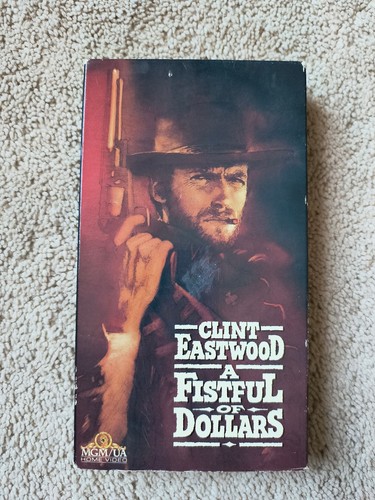 CLINT
EASTWOOD
A
FISTFUL
OF
DOLLARS
MGM/UA
HOME VIDEO